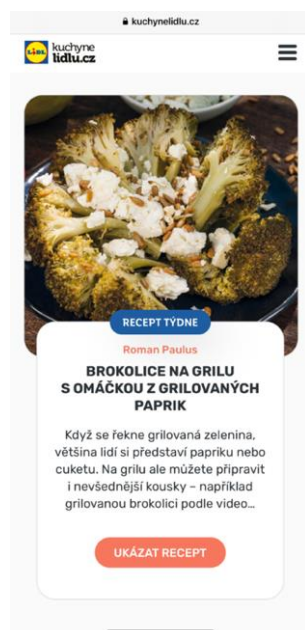 kuchynelidlu.cz
LIDL
kuchyne
lidlu.cz
RECEPT TÝDNE
Roman Paulus
BROKOLICE NA GRILU
S OMÁČKOU Z GRILOVANÝCH
PAPRIK
Když se řekne grilovaná zelenina,
většina lidí si představí papriku nebo
cuketu. Na grilu ale můžete připravit
i nevšednější kousky – například
grilovanou brokolici podle video...
UKÁZAT RECEPT